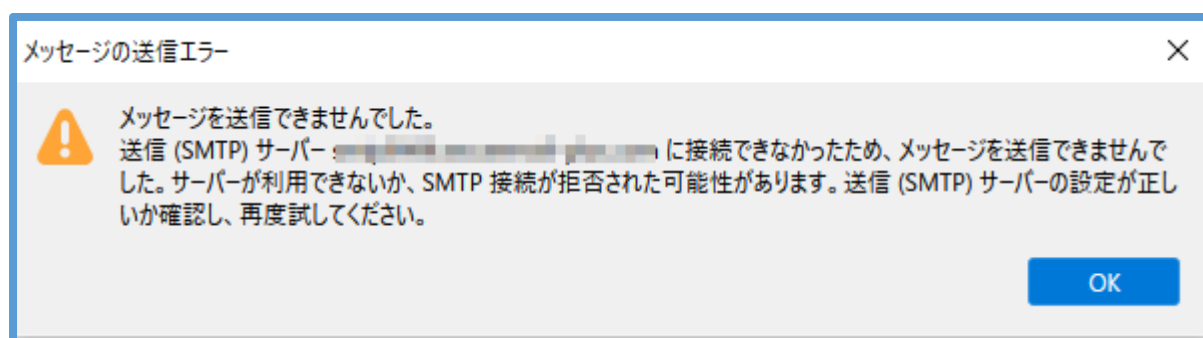 メッセージの送信エラー
メッセージを送信できませんでした。
送信 (SMTP) サーバー に接続できなかったため、メッセージを送信できませんで
した。サーバーが利用できないか、SMTP 接続が拒否された可能性があります。送信 (SMTP) サーバーの設定が正し
いか確認し、再度試してください。
OK